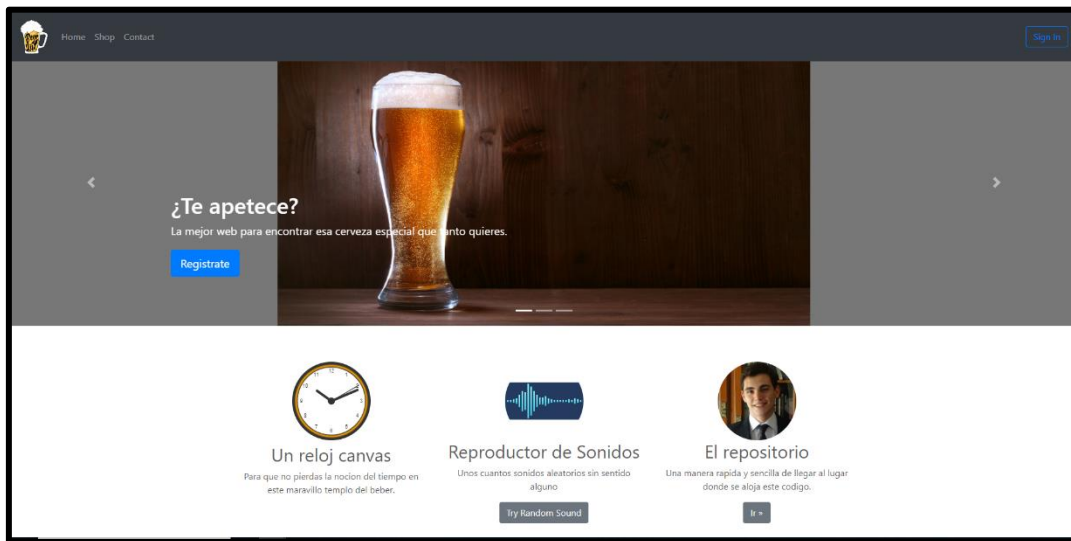 Home Shop Contact
Sign In
¿Te apetece?
La mejor web para encontrar esa cerveza especial que tanto quieres.
Registrate
Un reloj canvas
Para que no pierdas la nocion del tiempo en
este maravillo templo del beber.
Reproductor de Sonidos
Unos cuantos sonidos aleatorios sin sentido
alguno
Try Random Sound
El repositorio
Una manera rapida y sencilla de llegar al lugar
donde se aloja este codigo.
Ir »